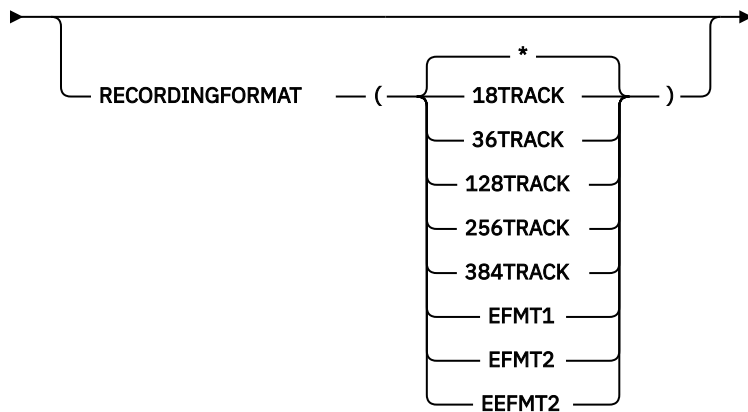 *
RECORDINGFORMAT ( 18TRACK )
36TRACK
128TRACK
256TRACK
384TRACK
EFMT1
EFMT2
EEFMT2